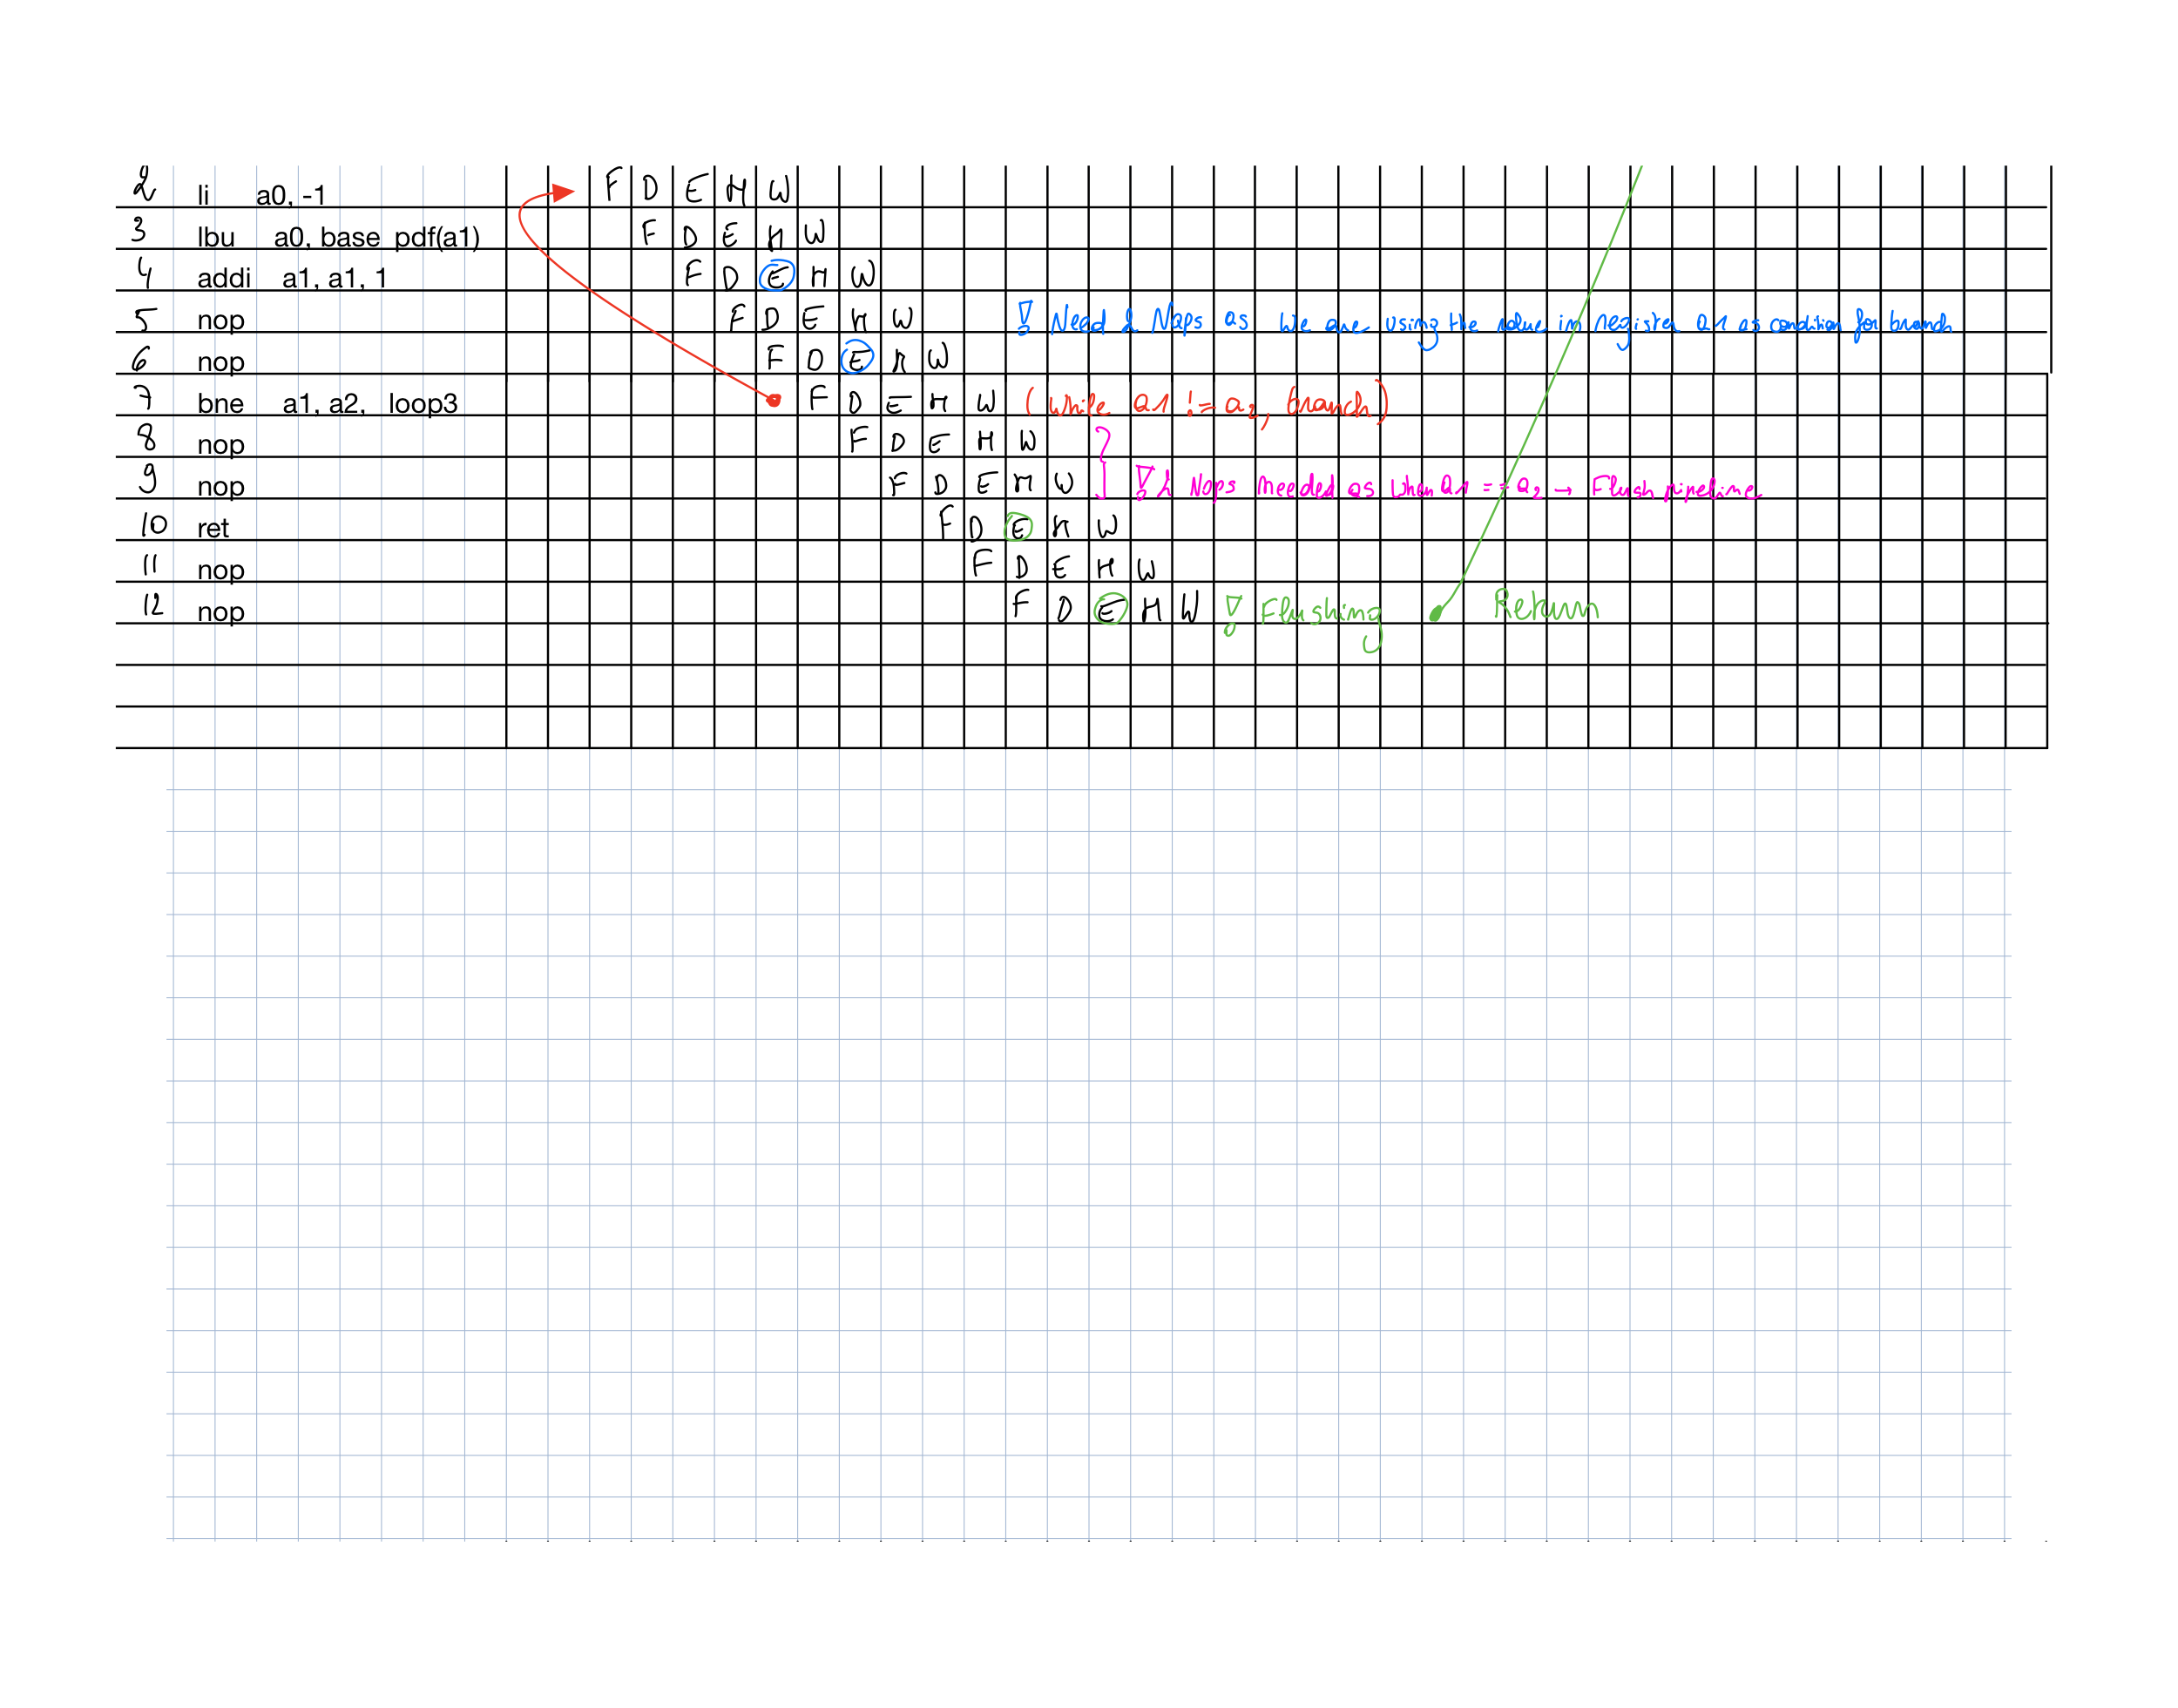 2 li a0, -1 F D E M W
3 lbu a0, base pdf(a1) F D E M W
4 addi a1, a1, 1 F D E M W
5 nop F D E M W ! Need 2 Nops as we are using the value in register a1 as condition for branch
6 nop F D E M W
7 bne a1, a2, loop3 F D E M W (while a1 != a2, branch)
8 nop F D E M W
9 nop F D E M W ! 2 Nops needed as when a1 == a2 → Flush pipeline
10 ret F D E M W
11 nop F D E M W
12 nop F D E M W ! Flushing Return